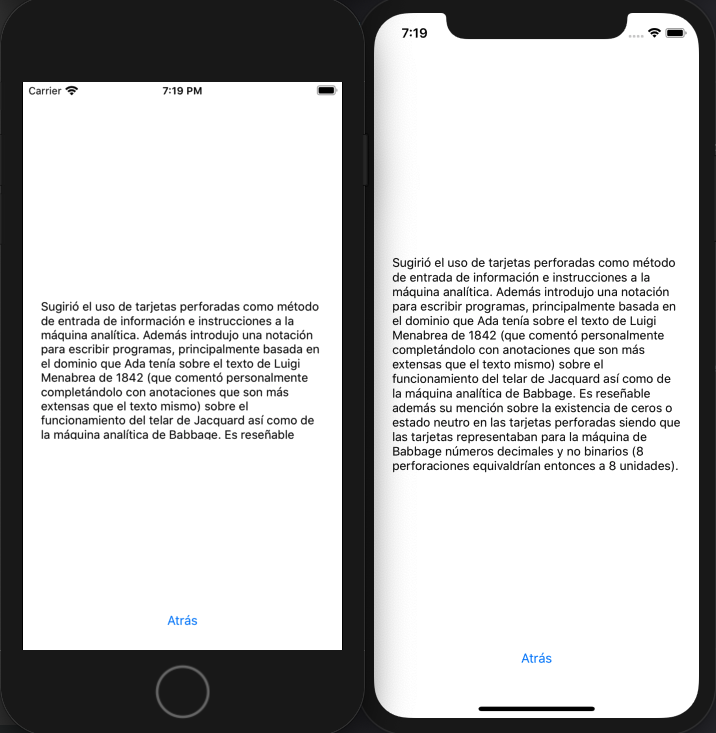 Carrier
7:19 PM
Sugirió el uso de tarjetas perforadas como método
de entrada de información e instrucciones a la
máquina analítica. Además introdujo una notación
para escribir programas, principalmente basada en
el dominio que Ada tenía sobre el texto de Luigi
Menabrea de 1842 (que comentó personalmente
completándolo con anotaciones que son más
extensas que el texto mismo) sobre el
funcionamiento del telar de Jacquard así como de
la máquina analítica de Babbage. Es reseñable
Atrás
7:19
Sugirió el uso de tarjetas perforadas como método
de entrada de información e instrucciones a la
máquina analítica. Además introdujo una notación
para escribir programas, principalmente basada en
el dominio que Ada tenía sobre el texto de Luigi
Menabrea de 1842 (que comentó personalmente
completándolo con anotaciones que son más
extensas que el texto mismo) sobre el
funcionamiento del telar de Jacquard así como de
la máquina analítica de Babbage. Es reseñable
además su mención sobre la existencia de ceros o
estado neutro en las tarjetas perforadas siendo que
las tarjetas representaban para la máquina de
Babbage números decimales y no binarios (8
perforaciones equivaldrían entonces a 8 unidades).
Atrás